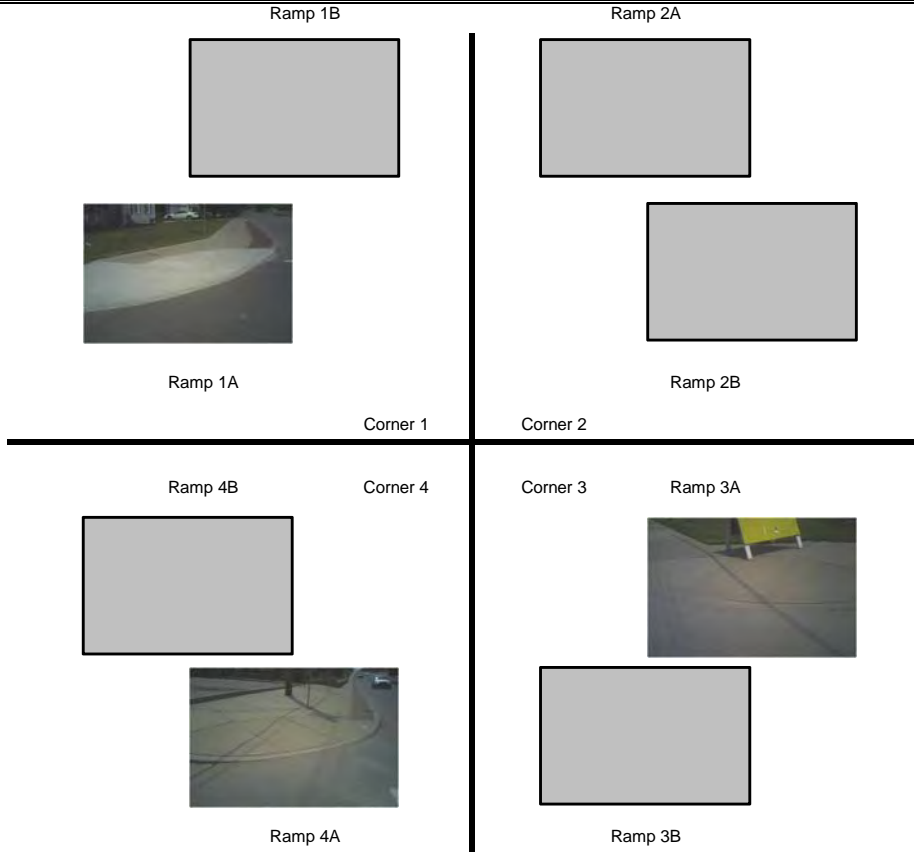 Ramp 1B
Ramp 2A
Ramp 1A
Ramp 2B
Corner 1
Corner 2
Ramp 4B
Corner 4
Corner 3
Ramp 3A
Ramp 4A
Ramp 3B